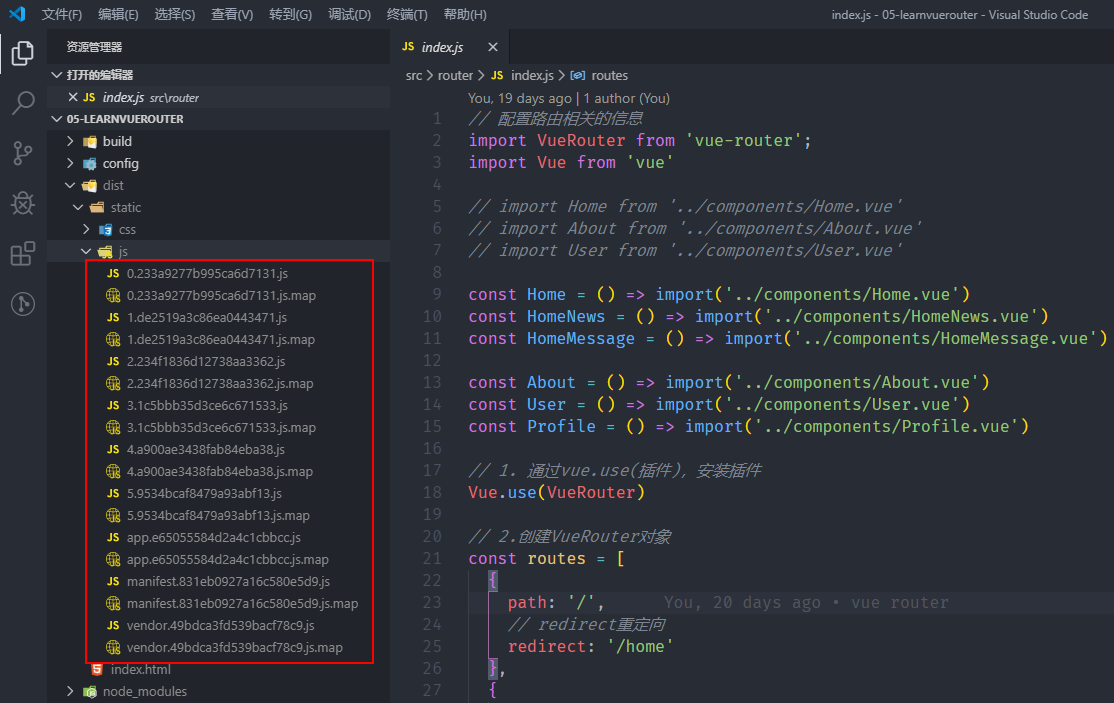 文件(F) 编辑(E) 选择(S) 查看(V) 转到(G) 调试(D) 终端(T) 帮助(H) index.js - 05-learnvuerouter - Visual Studio Code
资源管理器
打开的编辑器
JS index.js src\router
05-LEARNVUEROUTER
build
config
dist
static
css
js
JS 0.233a9277b995ca6d7131.js
0.233a9277b995ca6d7131.js.map
JS 1.de2519a3c86ea0443471.js
1.de2519a3c86ea0443471.js.map
JS 2.234f1836d12738aa3362.js
2.234f1836d12738aa3362.js.map
JS 3.1c5bbb35d3ce6c671533.js
3.1c5bbb35d3ce6c671533.js.map
JS 4.a900ae3438fab84eba38.js
4.a900ae3438fab84eba38.js.map
JS 5.9534bcaf8479a93abf13.js
5.9534bcaf8479a93abf13.js.map
JS app.e65055584d2a4c1cbbcc.js
app.e65055584d2a4c1cbbcc.js.map
JS manifest.831eb0927a16c580e5d9.js
manifest.831eb0927a16c580e5d9.js.map
JS vendor.49bdca3fd539bacf78c9.js
vendor.49bdca3fd539bacf78c9.js.map
index.html
node_modules
JS index.js
src > router > JS index.js > routes
You, 19 days ago | 1 author (You)
1 // 配置路由相关的信息
2 import VueRouter from 'vue-router';
3 import Vue from 'vue'
4
5 // import Home from '../components/Home.vue'
6 // import About from '../components/About.vue'
7 // import User from '../components/User.vue'
8
9 const Home = () => import('../components/Home.vue')
10 const HomeNews = () => import('../components/HomeNews.vue')
11 const HomeMessage = () => import('../components/HomeMessage.vue')
12
13 const About = () => import('../components/About.vue')
14 const User = () => import('../components/User.vue')
15 const Profile = () => import('../components/Profile.vue')
16
17 // 1. 通过vue.use(插件), 安装插件
18 Vue.use(VueRouter)
19
20 // 2.创建VueRouter对象
21 const routes = [
22 {
23 path: '/', You, 20 days ago • vue router
24 // redirect重定向
25 redirect: '/home'
26 },
27 {